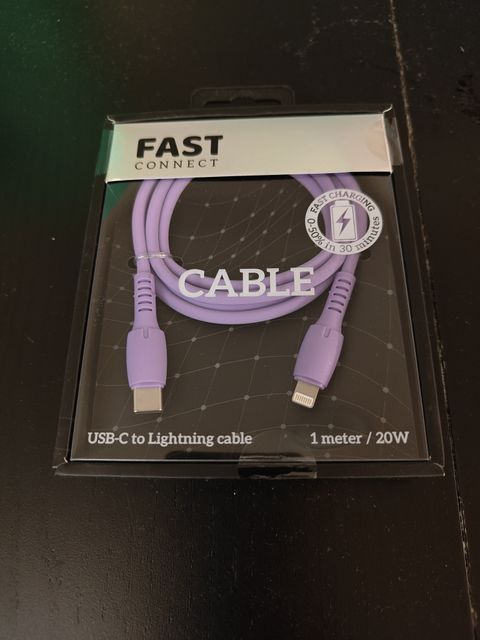 FAST
CONNECT
FAST CHARGING
0-50% in 30 minutes
CABLE
USB-C to Lightning cable
1 meter / 20W